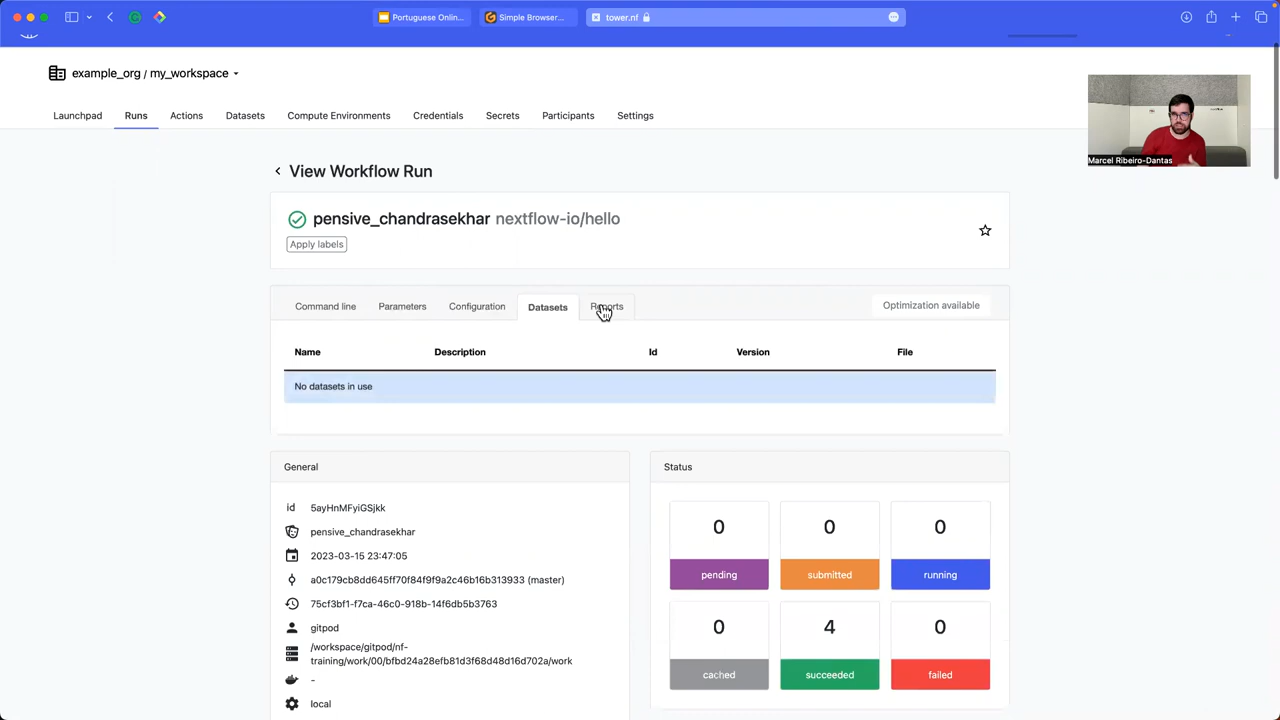 Portuguese Onlin...
Simple Browser...
tower.nf
example_org / my_workspace
Launchpad Runs Actions Datasets Compute Environments Credentials Secrets Participants Settings
Marcel Ribeiro-Dantas
View Workflow Run
pensive_chandrasekhar nextflow-io/hello
Apply labels
Command line Parameters Configuration Datasets Reports Optimization available
Name Description Id Version File
No datasets in use
General
id 5ayHnMFyiGSjkk
pensive_chandrasekhar
2023-03-15 23:47:05
a0c179cb8dd645ff70f84f9f9a2c46b16b313933 (master)
75cf3bf1-f7ca-46c0-918b-14f6db5b3763
gitpod
/workspace/gitpod/nf-
training/work/00/bfbd24a28efb81d3f68d48d16d702a/work
-
local
Status
0 0 0
pending submitted running
0 4 0
cached succeeded failed